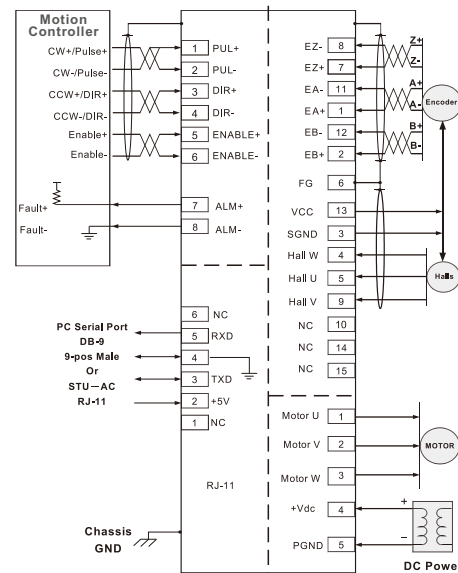 Motion
Controller
CW+/Pulse+ 1 PUL+
CW-/Pulse- 2 PUL-
CCW+/DIR+ 3 DIR+
CCW-/DIR- 4 DIR-
Enable+ 5 ENABLE+
Enable- 6 ENABLE-
Fault+ 7 ALM+
Fault- 8 ALM-
EZ- 8 Z+
EZ+ 7 Z-
EA- 11 A+
EA+ 1 A-
EB- 12 B+
EB+ 2 B-
Encoder
FG 6
VCC 13
SGND 3
Hall W 4
Hall U 5
Hall V 9
Halls
NC 10
NC 14
NC 15
6 NC
5 RXD
4
3 TXD
2 +5V
1 NC
PC Serial Port
DB-9
9-pos Male
Or
STU—AC
RJ-11
RJ-11
Motor U 1
Motor V 2
Motor W 3
MOTOR
+Vdc 4 +
PGND 5 −
DC Powe
Chassis
GND